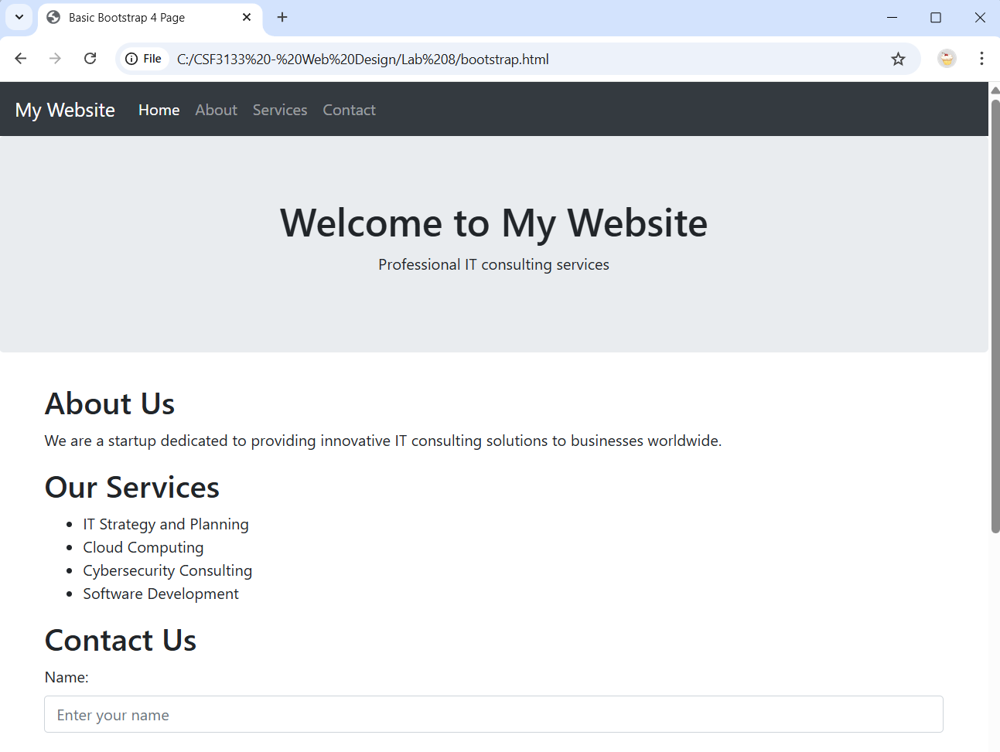 Basic Bootstrap 4 Page
File C:/CSF3133%20-%20Web%20Design/Lab%208/bootstrap.html
My Website Home About Services Contact
Welcome to My Website
Professional IT consulting services
About Us
We are a startup dedicated to providing innovative IT consulting solutions to businesses worldwide.
Our Services
IT Strategy and Planning
Cloud Computing
Cybersecurity Consulting
Software Development
Contact Us
Name:
Enter your name